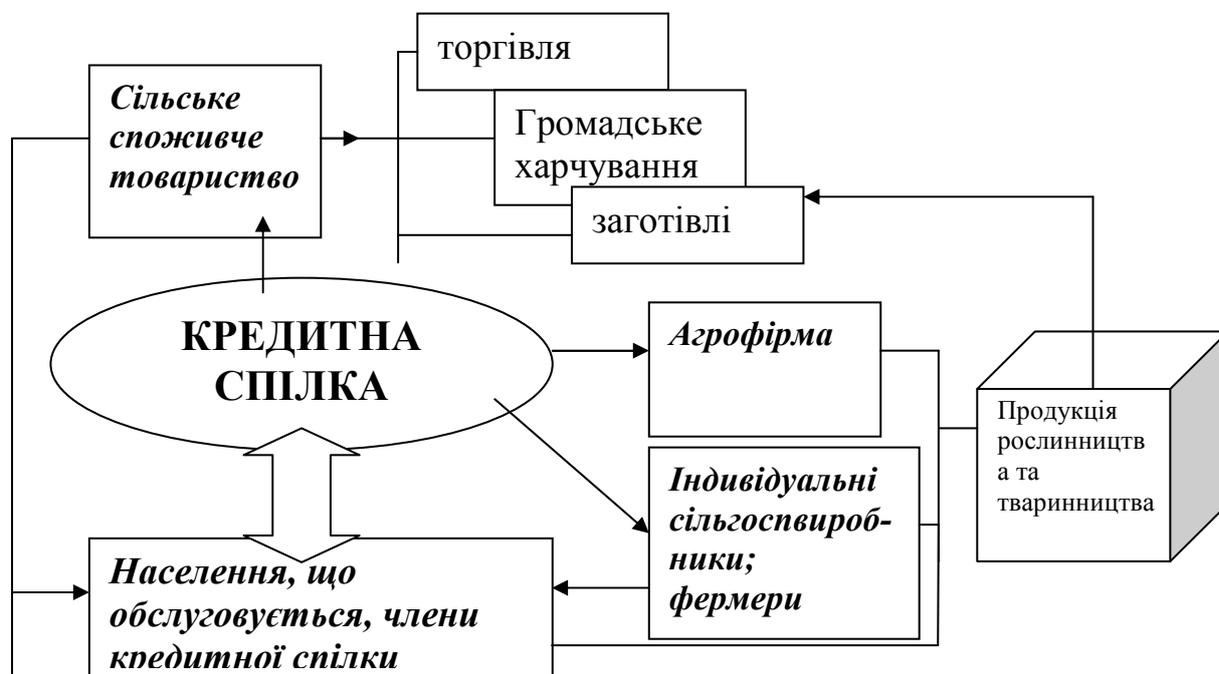 торгівля
Сільське
споживче
товариство
Громадське
харчування
заготівлі
КРЕДИТНА
СПІЛКА
Агрофірма
Індивідуальні
сільгоспвироб-
ники;
фермери
Продукція
рослинництв
а та
тваринництва
Населення, що
обслуговується, члени
кредитної спілки